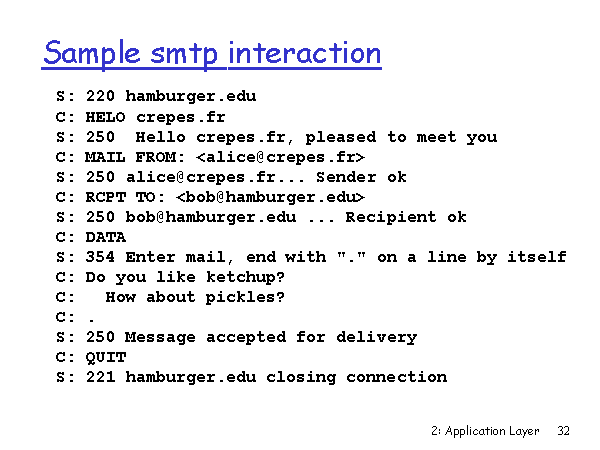 Sample smtp interaction
S: 220 hamburger.edu
C: HELO crepes.fr
S: 250  Hello crepes.fr, pleased to meet you
C: MAIL FROM: <alice@crepes.fr>
S: 250 alice@crepes.fr... Sender ok
C: RCPT TO: <bob@hamburger.edu>
S: 250 bob@hamburger.edu ... Recipient ok
C: DATA
S: 354 Enter mail, end with "." on a line by itself
C: Do you like ketchup?
C:   How about pickles?
C: .
S: 250 Message accepted for delivery
C: QUIT
S: 221 hamburger.edu closing connection
2: Application Layer 32